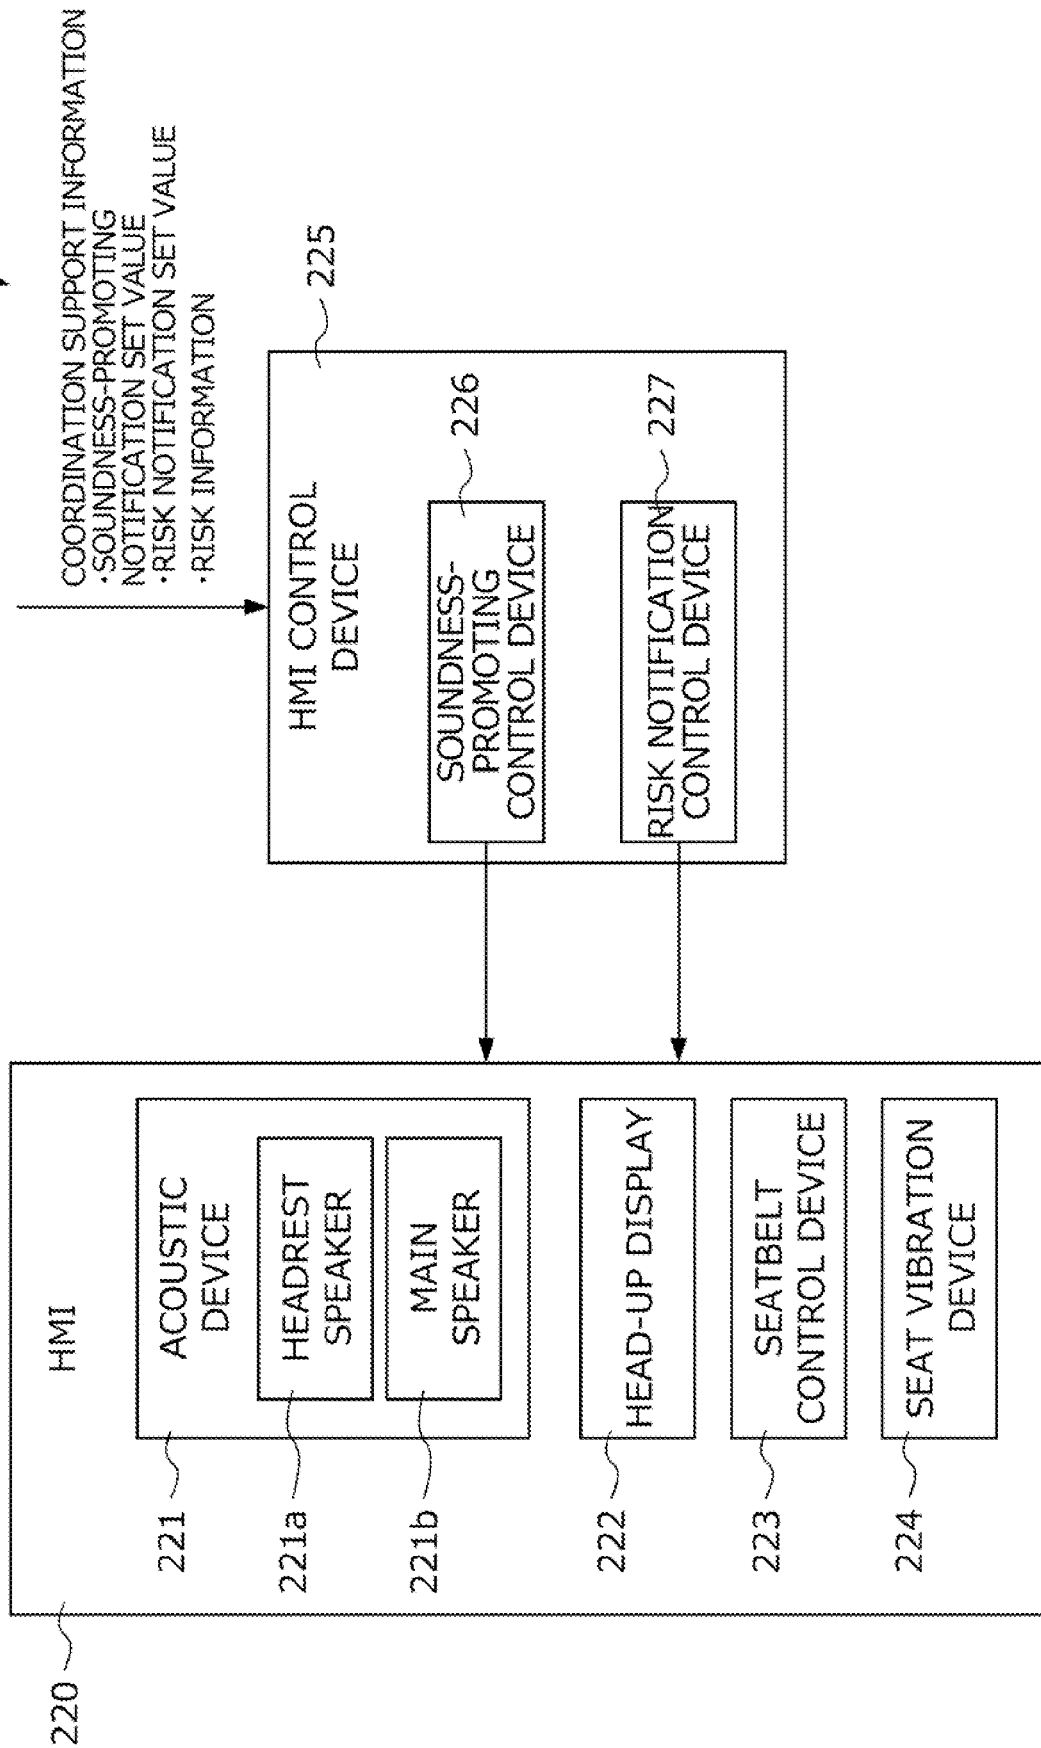 COORDINATION SUPPORT INFORMATION
·SOUNDNESS-PROMOTING
NOTIFICATION SET VALUE
·RISK NOTIFICATION SET VALUE
·RISK INFORMATION
220
HMI
221
ACOUSTIC
DEVICE
221a
HEADREST
SPEAKER
221b
MAIN
SPEAKER
222
HEAD-UP DISPLAY
223
SEATBELT
CONTROL DEVICE
224
SEAT VIBRATION
DEVICE
HMI CONTROL
DEVICE
225
SOUNDNESS-
PROMOTING
CONTROL DEVICE
226
RISK NOTIFICATION
CONTROL DEVICE
227